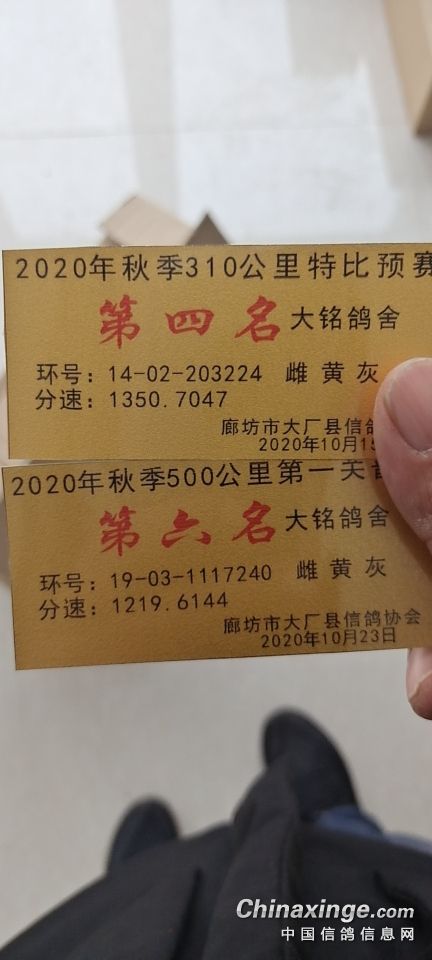 2020年秋季310公里特比预赛
第四名 大铭鸽舍
环号：14-02-203224 雌黄灰
分速：1350.7047
廊坊市大厂县信鸽
2020年10月15
2020年秋季500公里第一天
第六名 大铭鸽舍
环号：19-03-1117240 雌黄灰
分速：1219.6144
廊坊市大厂县信鸽协会
2020年10月23日
Chinaxinge.com
中国信鸽信息网